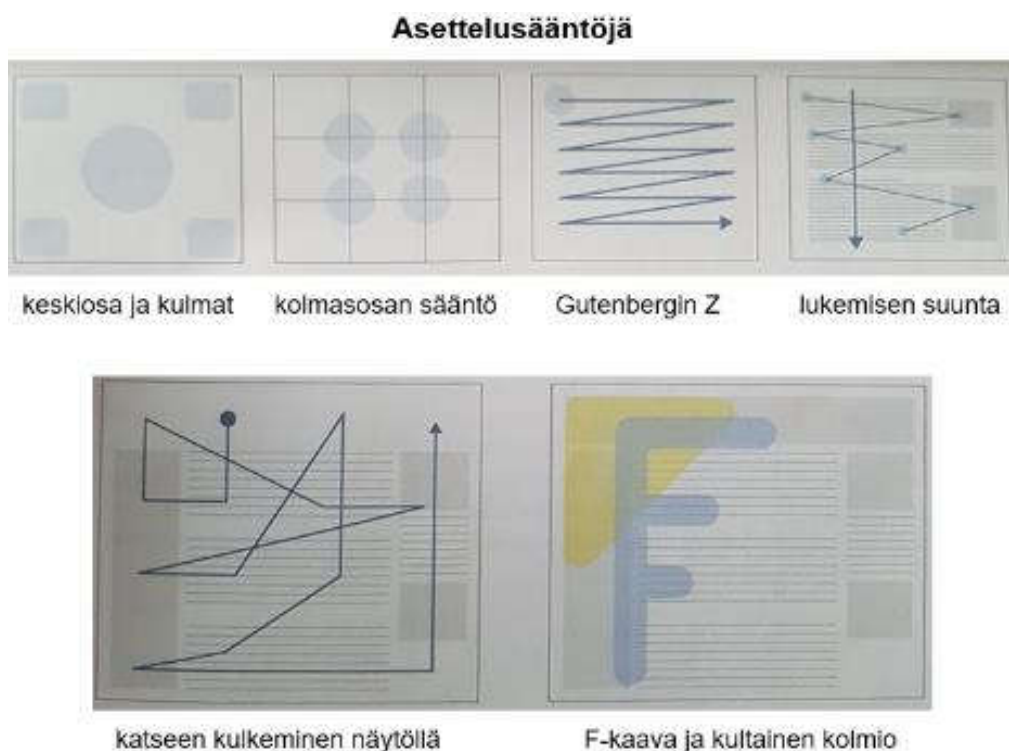 Asettelusääntöjä
keskiosa ja kulmat
kolmasosan sääntö
Gutenbergin Z
lukemisen suunta
katseen kulkeminen näytöllä
F-kaava ja kultainen kolmio